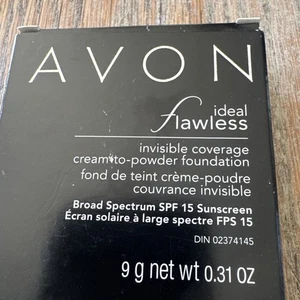 AVON
ideal
flawless
invisible coverage
cream-to-powder foundation
fond de teint crème-poudre
couvrance invisible
Broad Spectrum SPF 15 Sunscreen
Écran solaire à large spectre FPS 15
DIN 02374145
9 g net wt 0.31 OZ